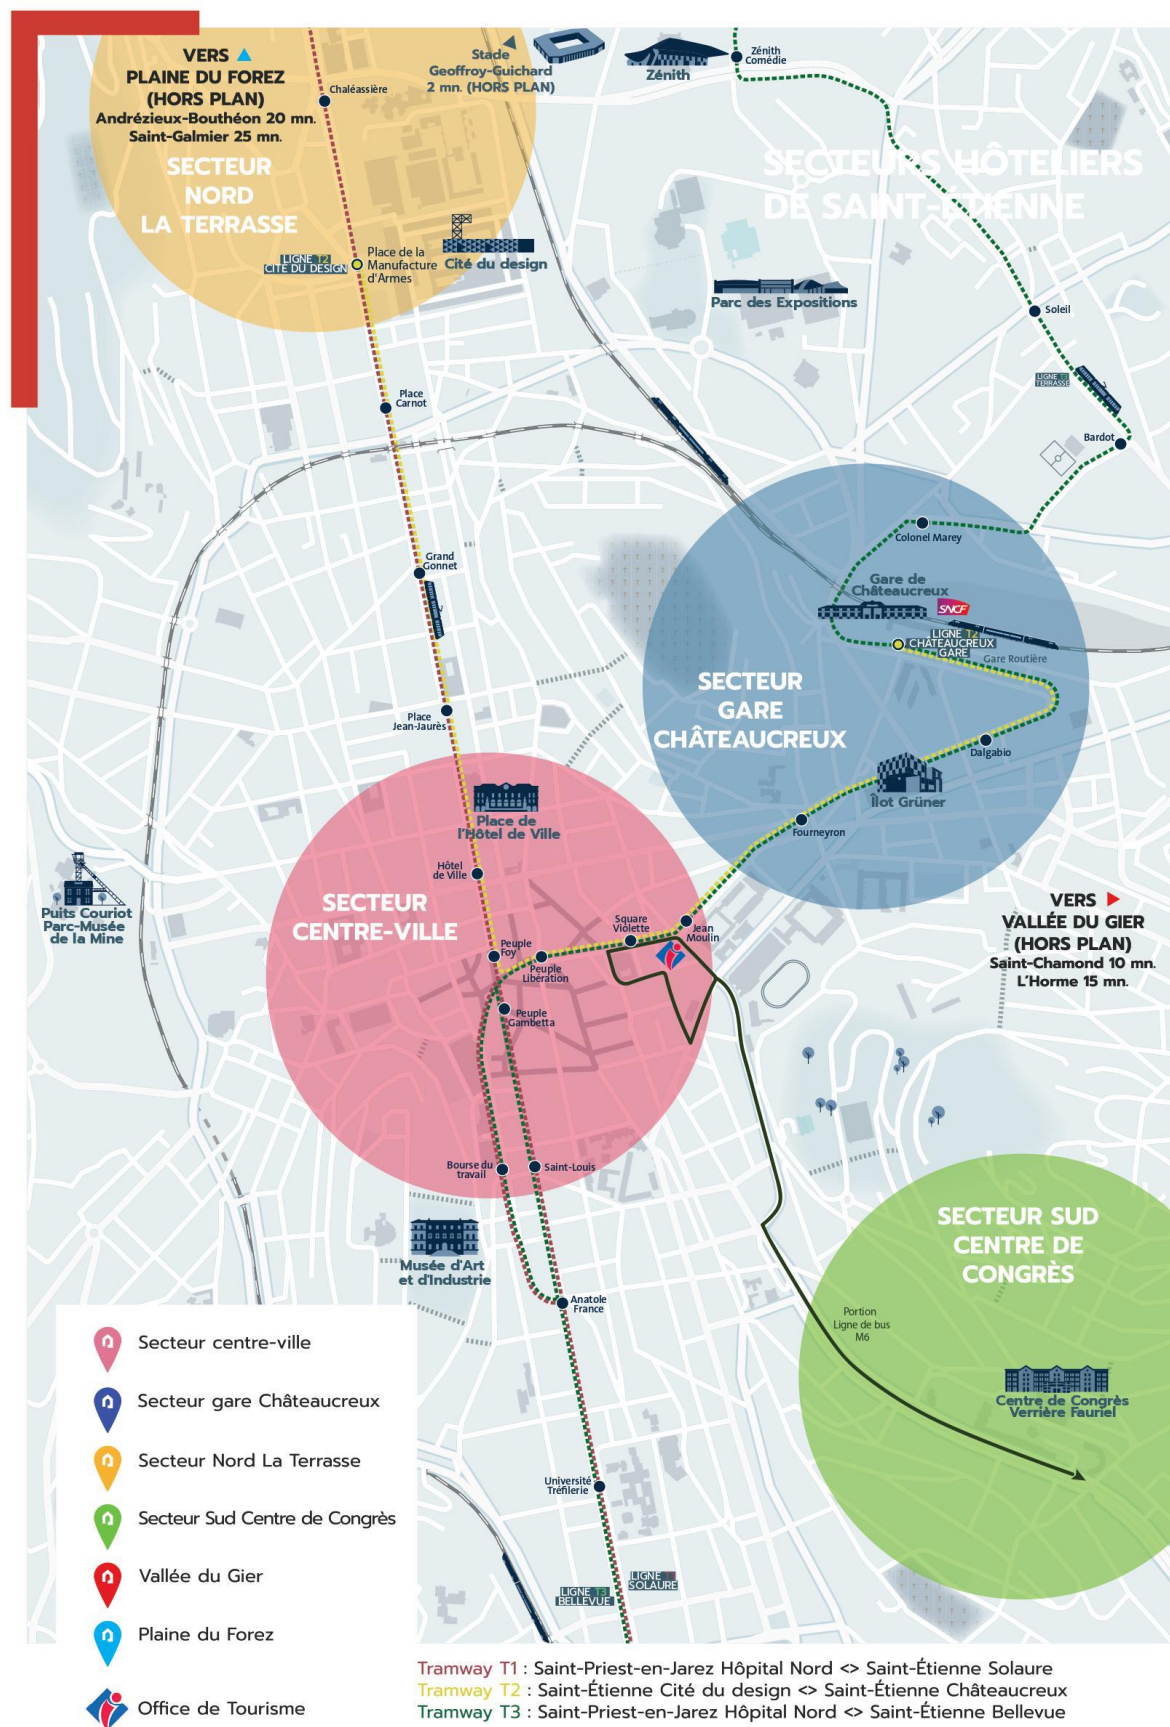 VERS
PLAINE DU FOREZ
(HORS PLAN)
Andrézieux-Bouthéon 20 mn.
Saint-Galmier 25 mn.
SECTEUR
NORD
LA TERRASSE
Chaléassière
Stade
Geoffroy-Guichard
2 mn. (HORS PLAN)
Zénith
Zénith
Comédie
SECTEURS HÔTELIERS
DE SAINT-ÉTIENNE
LIGNE T2
CITÉ DU DESIGN
Place de la
Manufacture
d'Armes
Cité du design
Parc des Expositions
Soleil
LIGNE T3
TERRASSE
Bardot
Place
Carnot
Colonel Marey
Grand
Gonnet
Gare de
Châteaucreux
SNCF
LIGNE T2
CHÂTEAUCREUX
GARE
Gare Routière
SECTEUR
GARE
CHÂTEAUCREUX
Place
Jean-Jaurès
Dalgabio
Îlot Grüner
Fourneyron
Place de
l'Hôtel de Ville
Hôtel
de Ville
Puits Couriot
Parc-Musée
de la Mine
SECTEUR
CENTRE-VILLE
VERS
VALLÉE DU GIER
(HORS PLAN)
Saint-Chamond 10 mn.
L'Horme 15 mn.
Square
Violette
Jean
Moulin
Peuple
Foy
Peuple
Libération
Peuple
Gambetta
Bourse du
travail
Saint-Louis
Musée d'Art
et d'Industrie
Anatole
France
SECTEUR SUD
CENTRE DE
CONGRÈS
Portion
Ligne de bus
M6
Centre de Congrès
Verrière Fauriel
Université
Tréfilerie
LIGNE T3
BELLEVUE
LIGNE T1
SOLAURE
Secteur centre-ville
Secteur gare Châteaucreux
Secteur Nord La Terrasse
Secteur Sud Centre de Congrès
Vallée du Gier
Plaine du Forez
Office de Tourisme
Tramway T1 : Saint-Priest-en-Jarez Hôpital Nord <> Saint-Étienne Solaure
Tramway T2 : Saint-Étienne Cité du design <> Saint-Étienne Châteaucreux
Tramway T3 : Saint-Priest-en-Jarez Hôpital Nord <> Saint-Étienne Bellevue